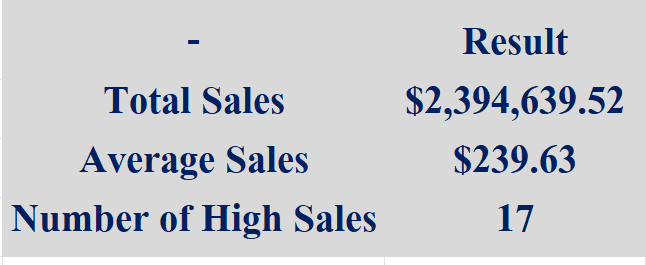 - Result
Total Sales $2,394,639.52
Average Sales $239.63
Number of High Sales 17